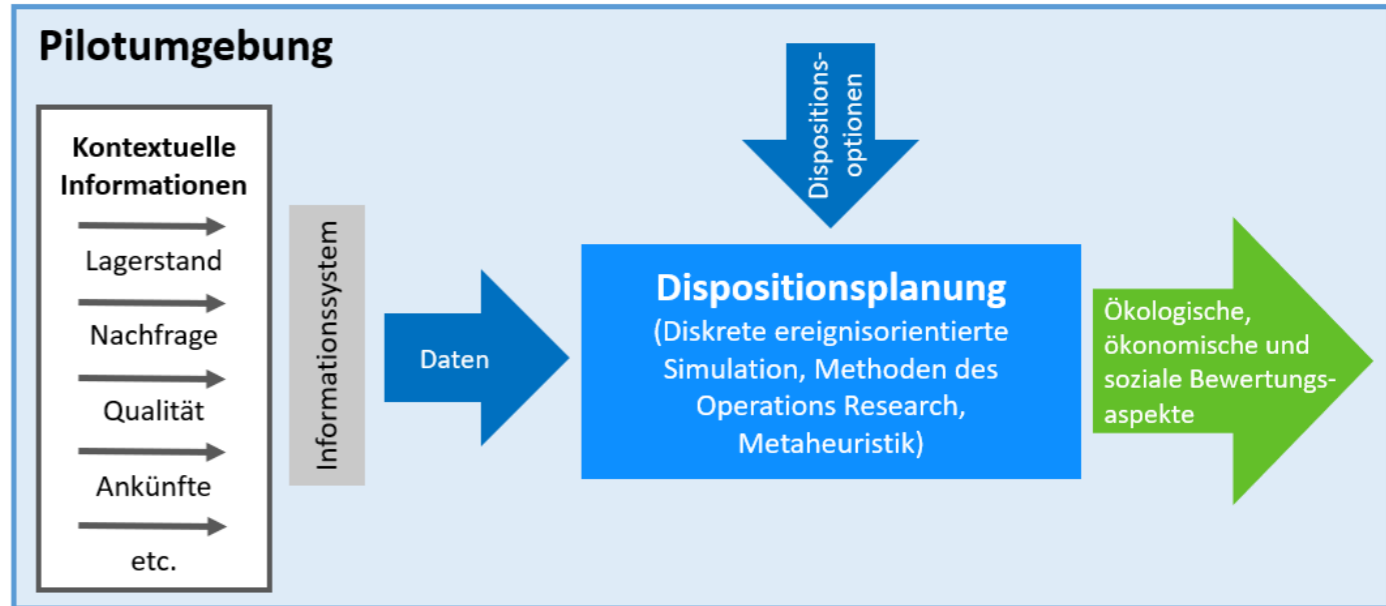 Pilotumgebung
Kontextuelle
Informationen
Lagerstand
Nachfrage
Qualität
Ankünfte
etc.
Informationssystem
Daten
Dispositions-
optionen
Dispositionsplanung
(Diskrete ereignisorientierte
Simulation, Methoden des
Operations Research,
Metaheuristik)
Ökologische,
ökonomische und
soziale Bewertungs-
aspekte